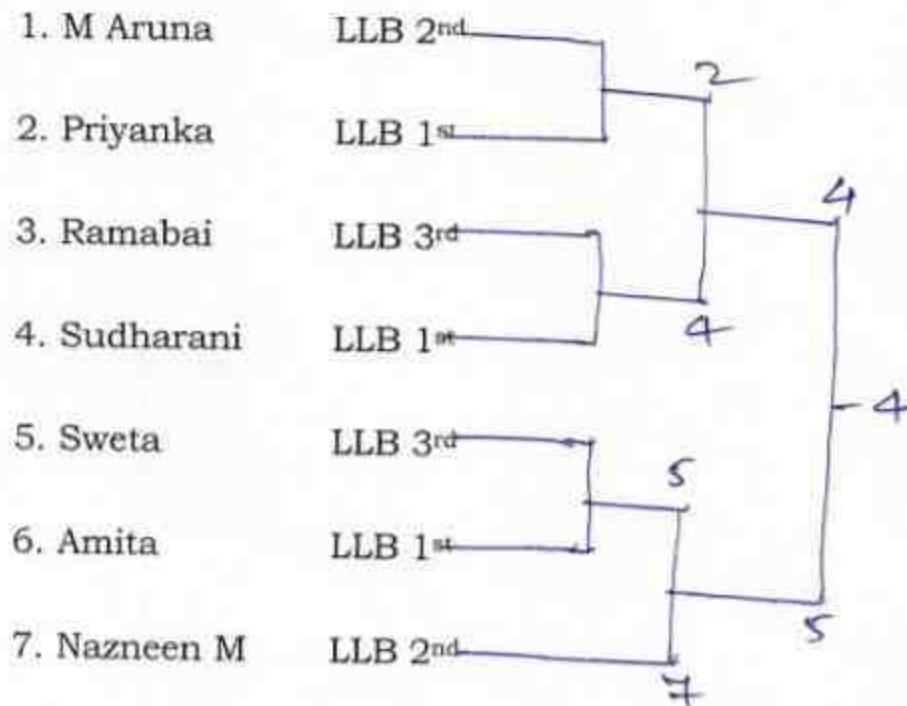 1. M Aruna LLB 2nd
2
2. Priyanka LLB 1st
4
3. Ramabai LLB 3rd
4. Sudharani LLB 1st
4
4
5. Sweta LLB 3rd
5
6. Amita LLB 1st
5
7. Nazneen M LLB 2nd
7